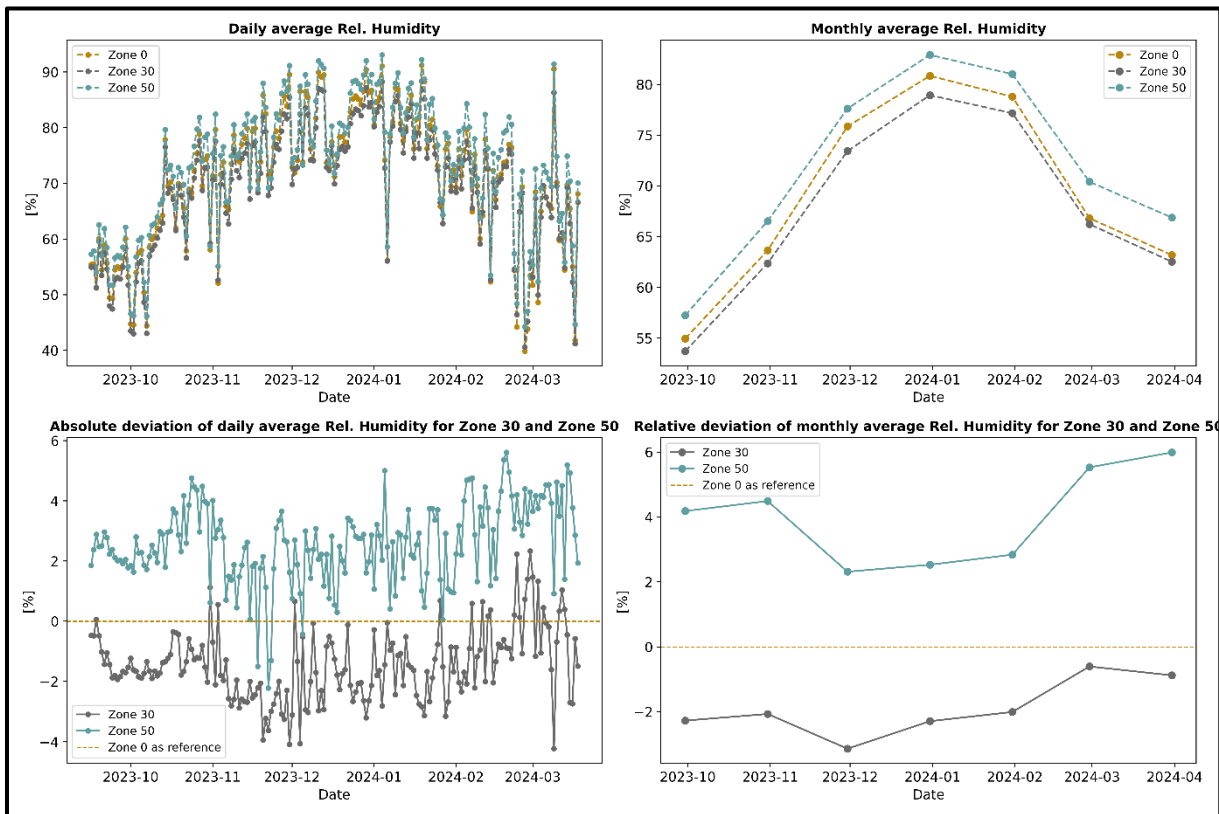 Daily average Rel. Humidity
Zone 0
Zone 30
Zone 50
[%]
90
80
70
60
50
40
2023-10 2023-11 2023-12 2024-01 2024-02 2024-03
Date
Monthly average Rel. Humidity
Zone 0
Zone 30
Zone 50
[%]
80
75
70
65
60
55
2023-10 2023-11 2023-12 2024-01 2024-02 2024-03 2024-04
Date
Absolute deviation of daily average Rel. Humidity for Zone 30 and Zone 50
[%]
6
4
2
0
−2
−4
Zone 30
Zone 50
Zone 0 as reference
2023-10 2023-11 2023-12 2024-01 2024-02 2024-03
Date
Relative deviation of monthly average Rel. Humidity for Zone 30 and Zone 50
Zone 30
Zone 50
Zone 0 as reference
[%]
6
4
2
0
−2
2023-10 2023-11 2023-12 2024-01 2024-02 2024-03 2024-04
Date